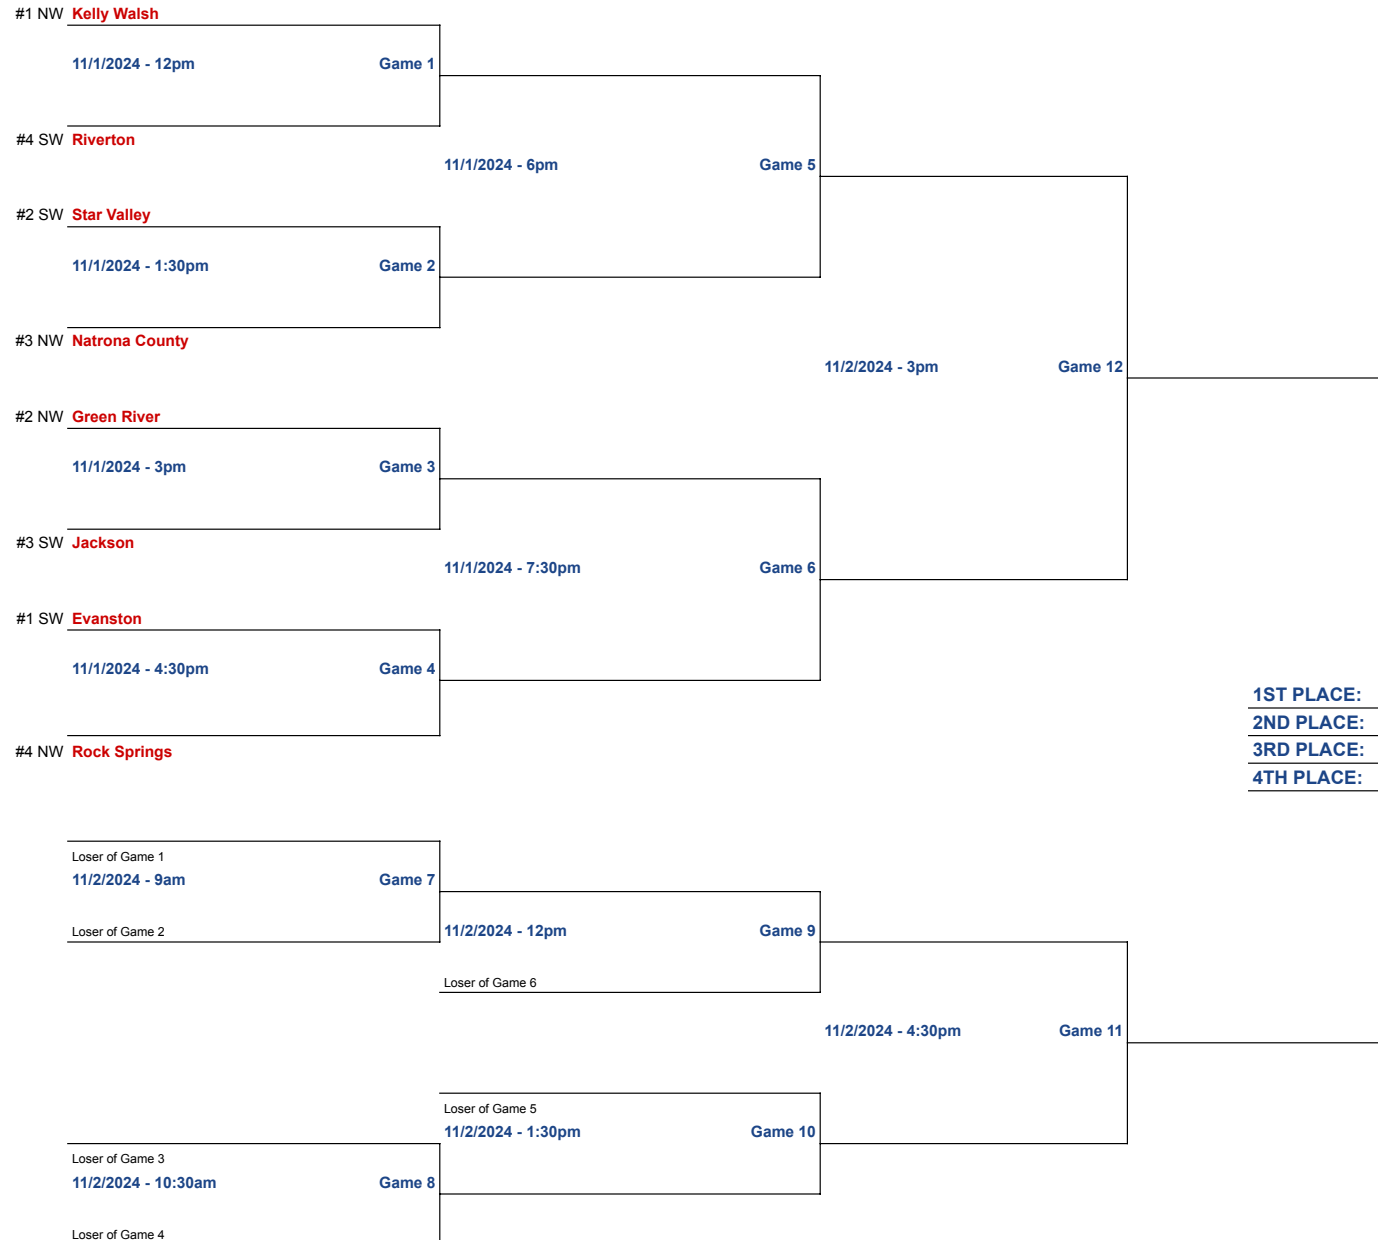 #1 NW Kelly Walsh
11/1/2024 - 12pm Game 1
#4 SW Riverton
11/1/2024 - 6pm Game 5
#2 SW Star Valley
11/1/2024 - 1:30pm Game 2
#3 NW Natrona County
11/2/2024 - 3pm Game 12
#2 NW Green River
11/1/2024 - 3pm Game 3
#3 SW Jackson
11/1/2024 - 7:30pm Game 6
#1 SW Evanston
11/1/2024 - 4:30pm Game 4
1ST PLACE:
2ND PLACE:
#4 NW Rock Springs
3RD PLACE:
4TH PLACE:
Loser of Game 1
11/2/2024 - 9am Game 7
Loser of Game 2
11/2/2024 - 12pm Game 9
Loser of Game 6
11/2/2024 - 4:30pm Game 11
Loser of Game 5
11/2/2024 - 1:30pm Game 10
Loser of Game 3
11/2/2024 - 10:30am Game 8
Loser of Game 4